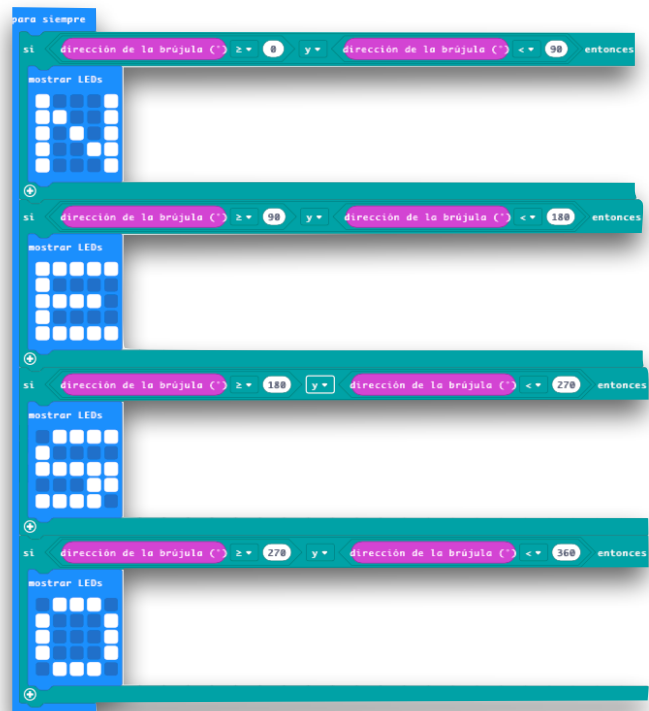 para siempre
si dirección de la brújula (°) ≥ 0 y dirección de la brújula (°) < 90 entonces
mostrar LEDs
si dirección de la brújula (°) ≥ 90 y dirección de la brújula (°) < 180 entonces
mostrar LEDs
si dirección de la brújula (°) ≥ 180 y dirección de la brújula (°) < 270 entonces
mostrar LEDs
si dirección de la brújula (°) ≥ 270 y dirección de la brújula (°) < 360 entonces
mostrar LEDs